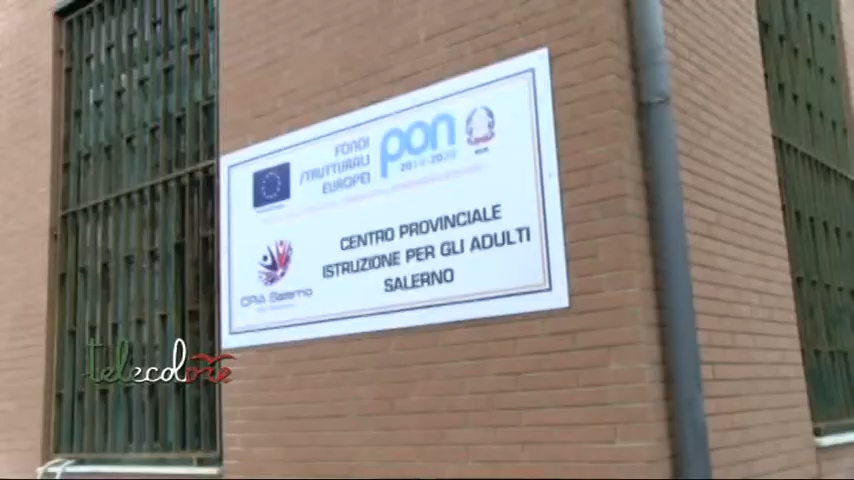 FONDI
STRUTTURALI
EUROPEI
pon
2014-2020
CENTRO PROVINCIALE
ISTRUZIONE PER GLI ADULTI
SALERNO
CPIA Salerno
telecolore